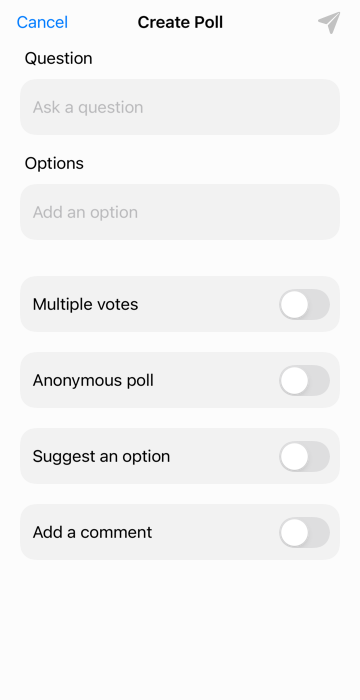 Cancel Create Poll
Question
Ask a question
Options
Add an option
Multiple votes
Anonymous poll
Suggest an option
Add a comment